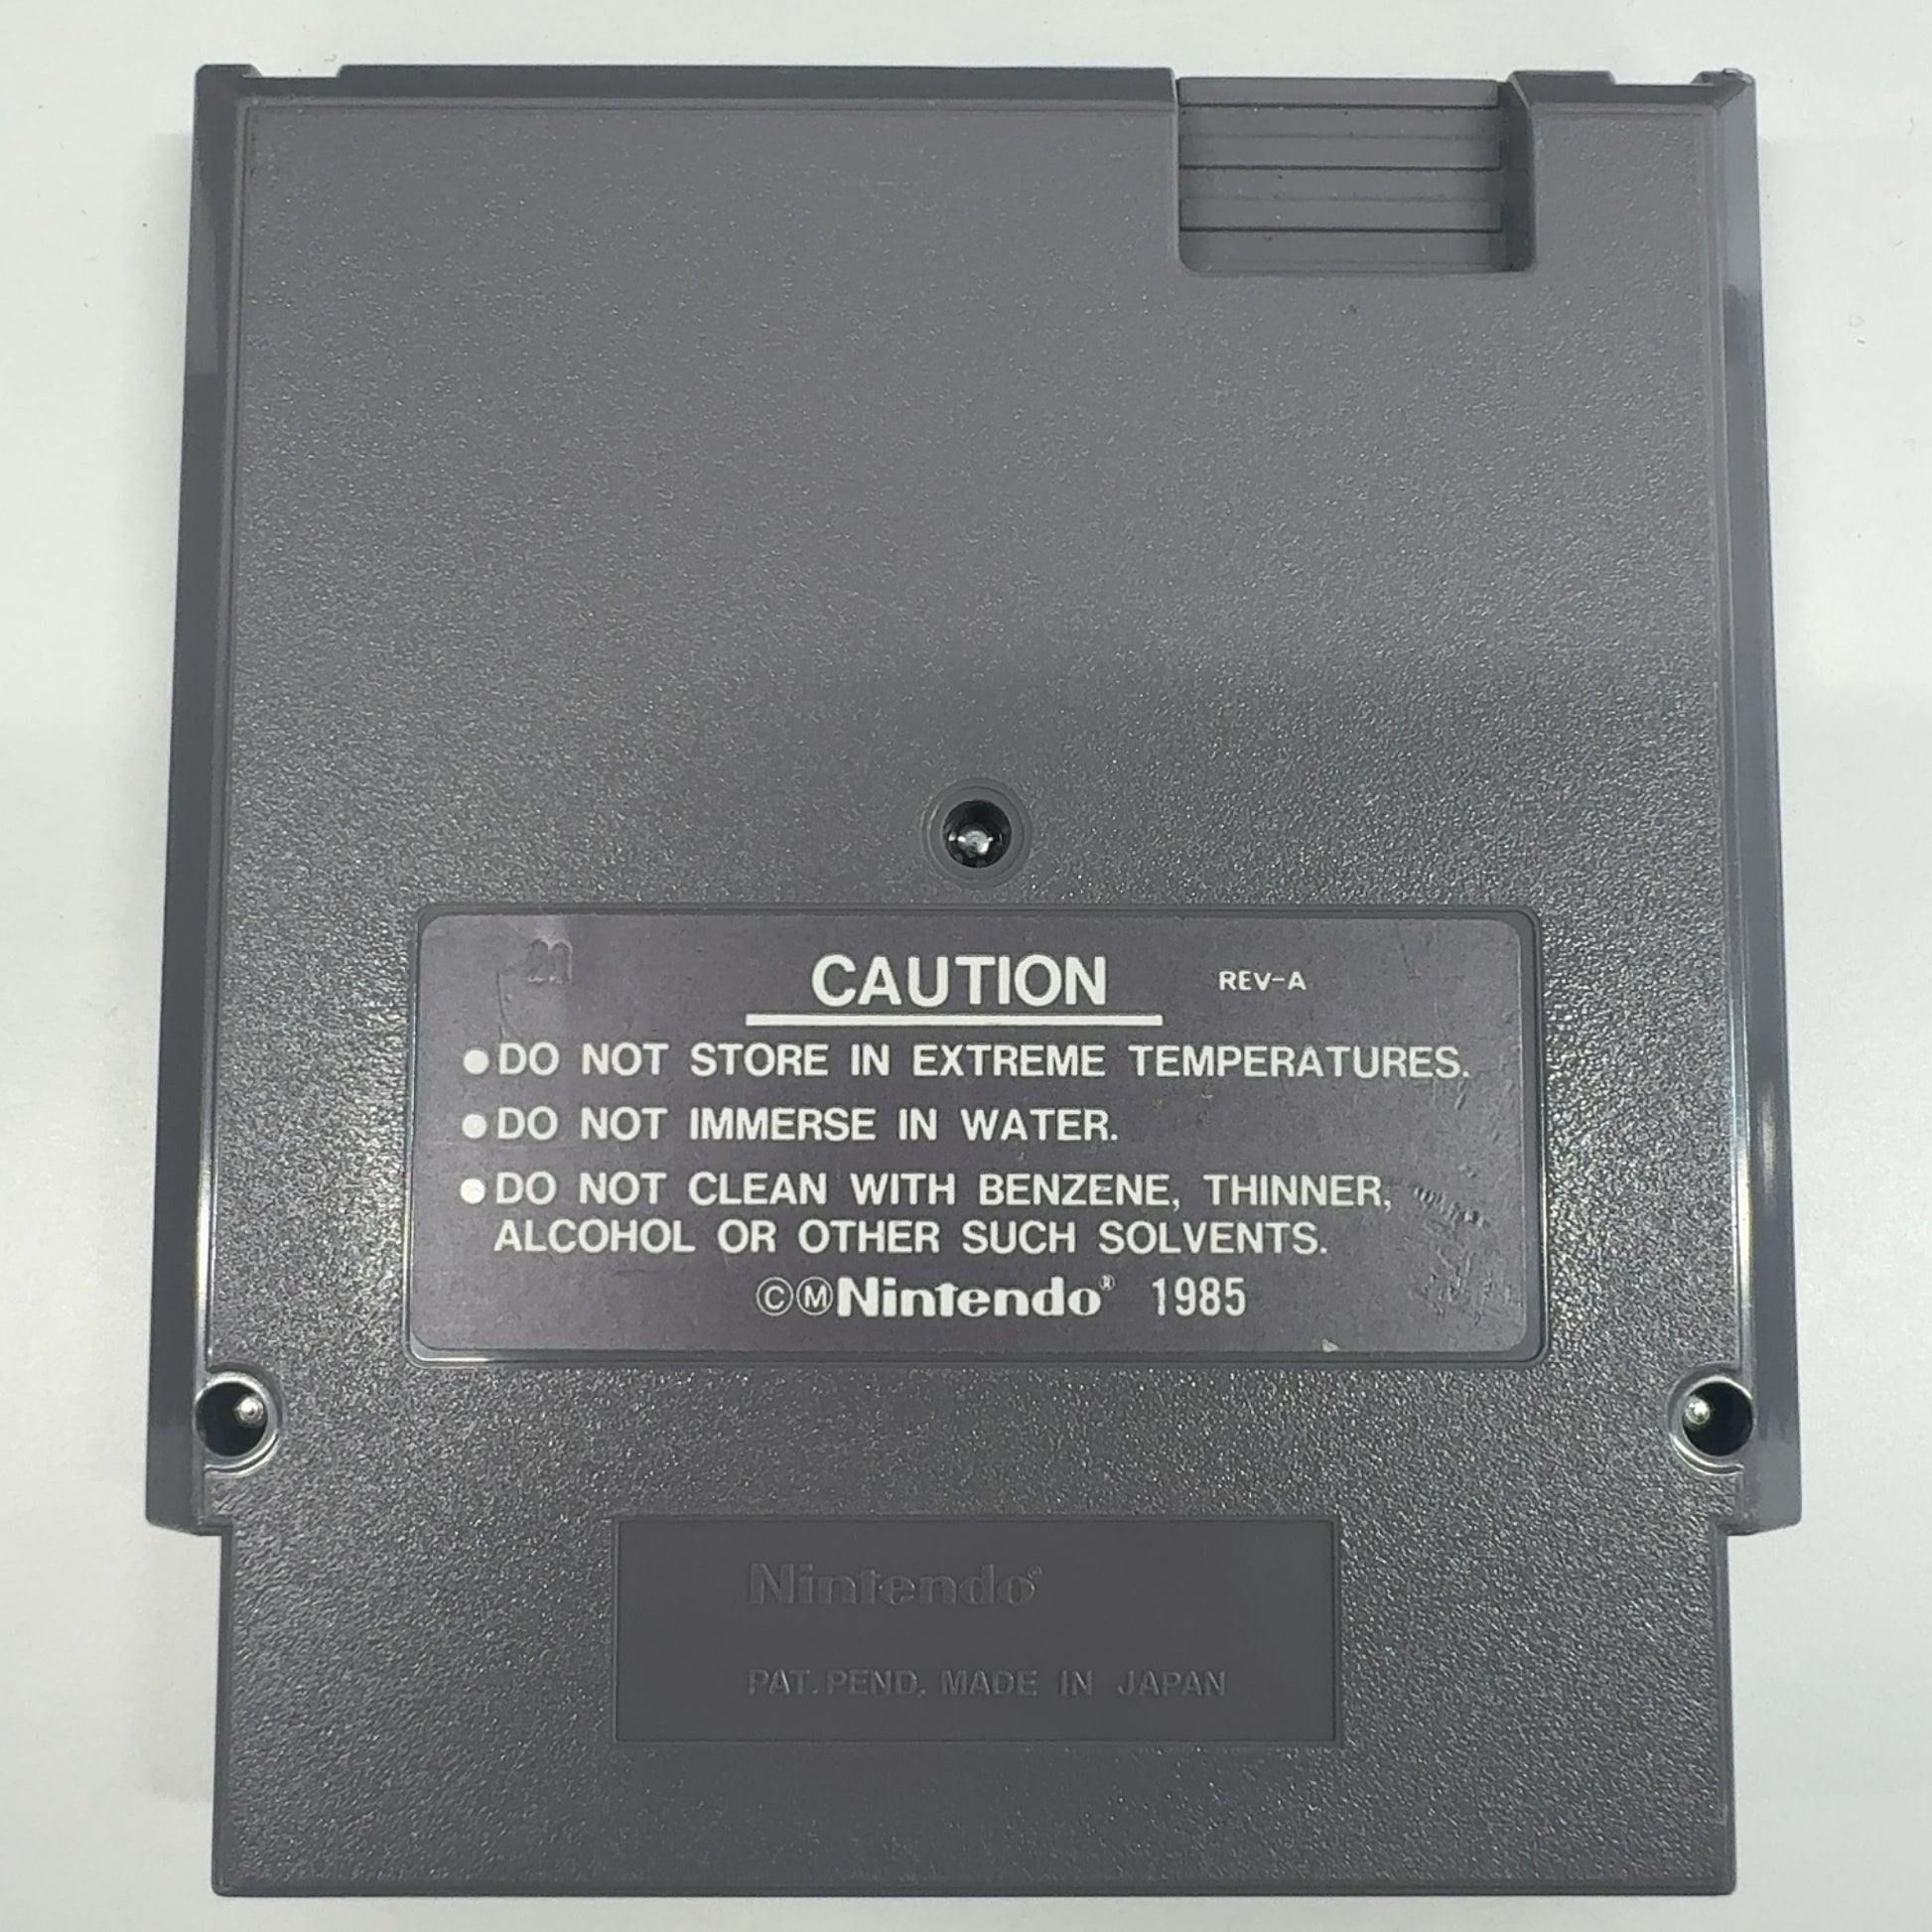 CAUTION REV-A
●DO NOT STORE IN EXTREME TEMPERATURES.
●DO NOT IMMERSE IN WATER.
●DO NOT CLEAN WITH BENZENE, THINNER,
ALCOHOL OR OTHER SUCH SOLVENTS.
©ⓂNintendo® 1985
Nintendo®
PAT. PEND. MADE IN JAPAN